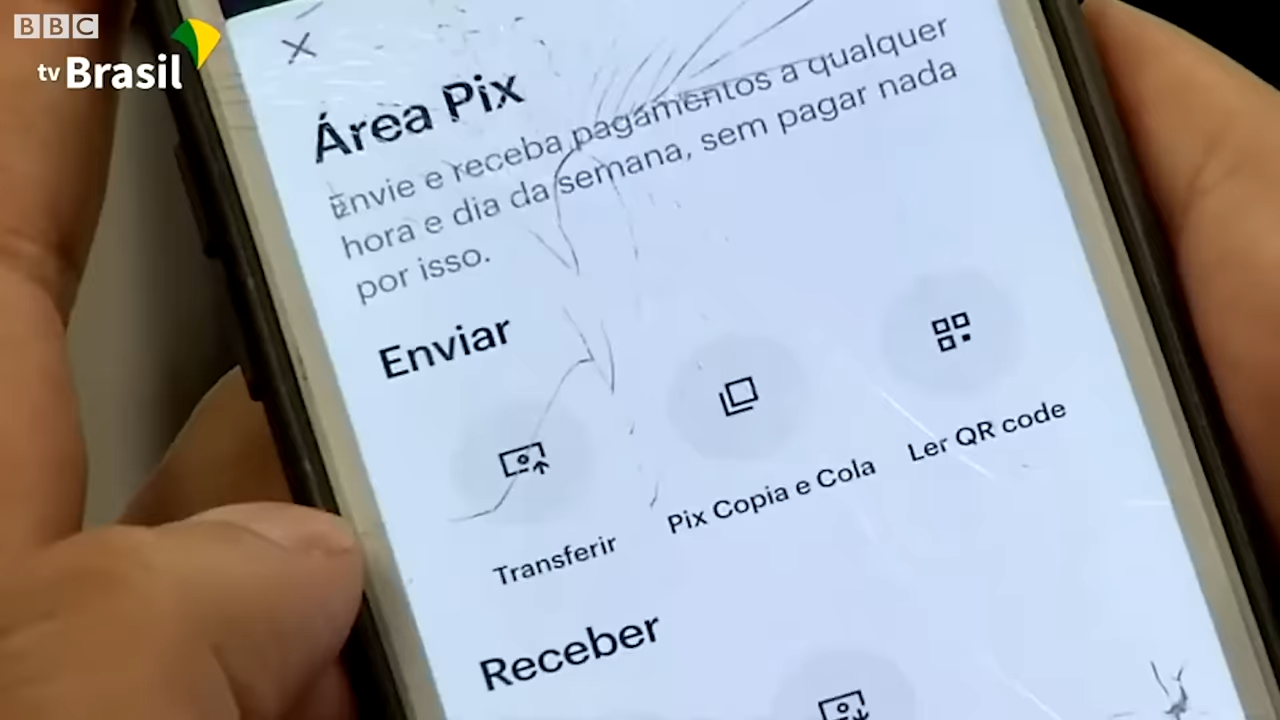 BBC
tv Brasil
Área Pix
Envie e receba pagamentos a qualquer
hora e dia da semana, sem pagar nada
por isso.
Enviar
Transferir
Pix Copia e Cola
Ler QR code
Receber